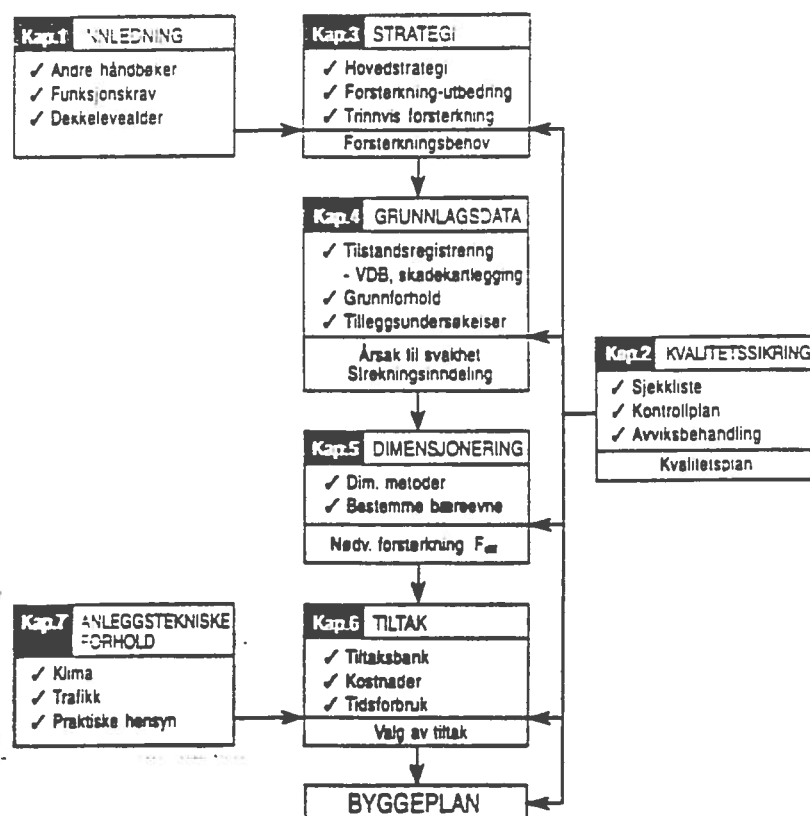 Kap.1 INNLEDNING
✓ Andre håndbøker
✓ Funksjonskrav
✓ Dekkelevealder
Kap.3 STRATEGI
✓ Hovedstrategi
✓ Forsterkning-utbedring
✓ Trinnvis forsterkning
Forsterkningsbehov
Kap.4 GRUNNLAGSDATA
✓ Tilstandsregistrering
- VDB, skadekartlegging
✓ Grunnforhold
✓ Tilleggsundersøkelser
Årsak til svakhet
Strekningsinndeling
Kap.2 KVALITETSSIKRING
✓ Sjekkliste
✓ Kontrollplan
✓ Avviksbehandling
Kvalitetsplan
Kap.5 DIMENSJONERING
✓ Dim. metoder
✓ Bestemme bæreevne
Nødv. forsterkning F
Kap.7 ANLEGGSTEKNISKE
FORHOLD
✓ Klima
✓ Trafikk
✓ Praktiske hensyn
Kap.6 TILTAK
✓ Tiltaksbank
✓ Kostnader
✓ Tidsforbruk
Valg av tiltak
BYGGEPLAN